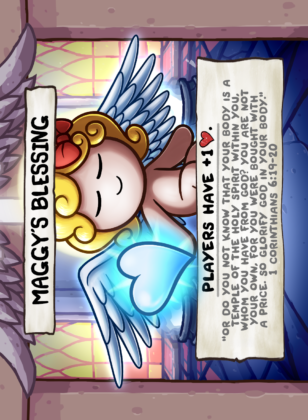 MAGGY'S BLESSING
PLAYERS HAVE +1.
"OR DO YOU NOT KNOW THAT YOUR BODY IS A
TEMPLE OF THE HOLY SPIRIT WITHIN YOU,
WHOM YOU HAVE FROM GOD? YOU ARE NOT
YOUR OWN, FOR YOU WERE BOUGHT WITH
A PRICE. SO GLORIFY GOD IN YOUR BODY."
1 CORINTHIANS 6:19-20